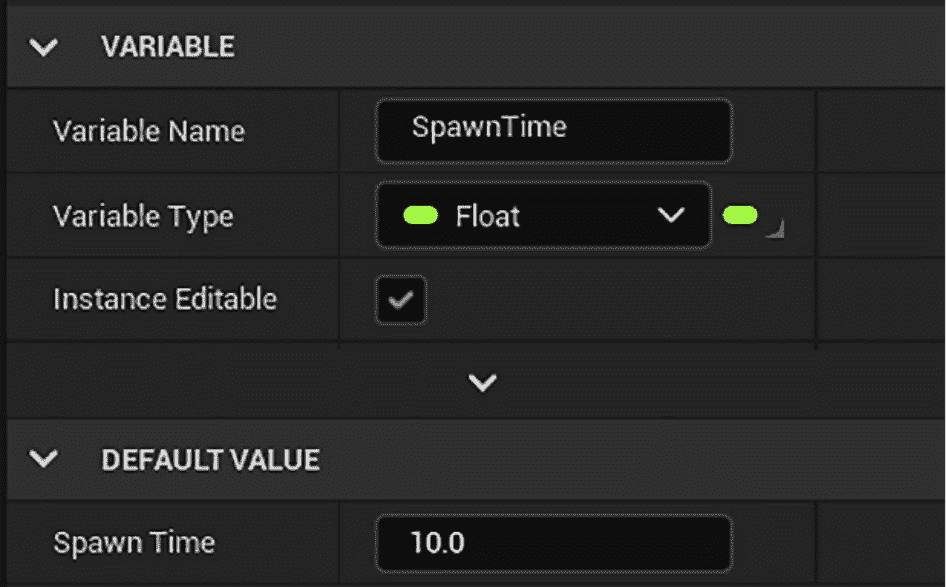 VARIABLE
Variable Name SpawnTime
Variable Type Float
Instance Editable
DEFAULT VALUE
Spawn Time 10.0